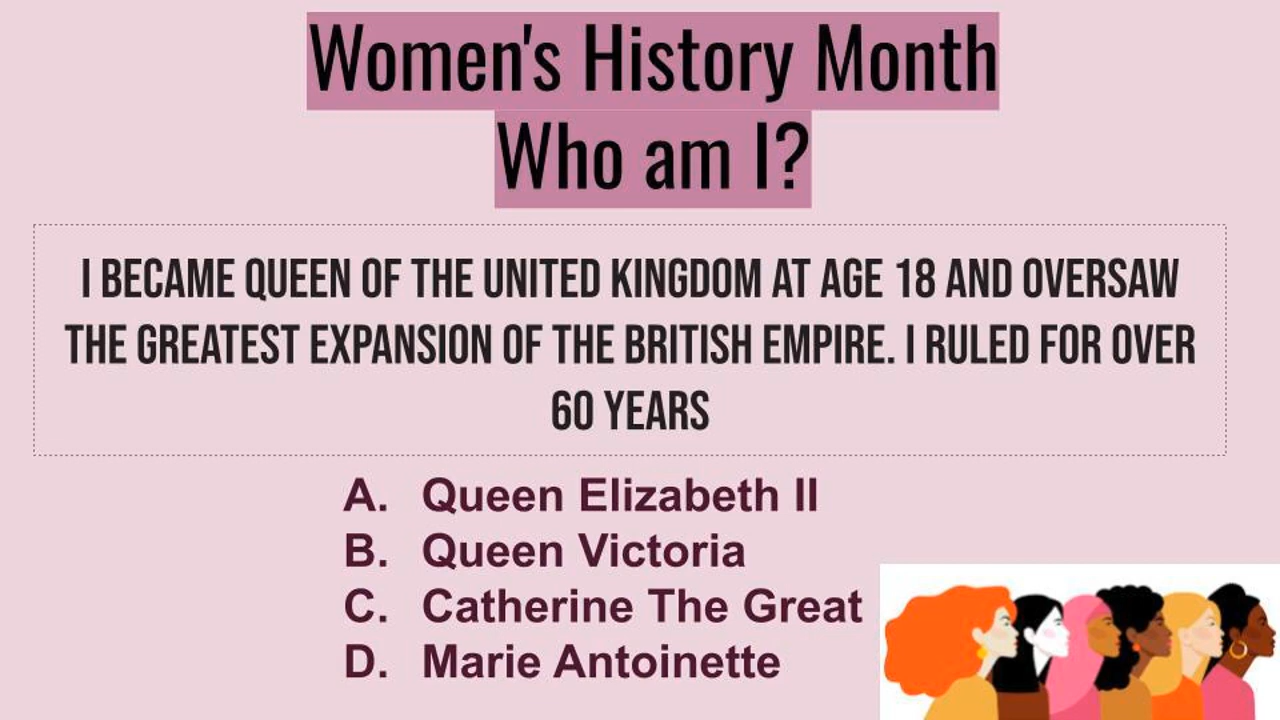 Women's History Month
Who am I?
I BECAME QUEEN OF THE UNITED KINGDOM AT AGE 18 AND OVERSAW
THE GREATEST EXPANSION OF THE BRITISH EMPIRE. I RULED FOR OVER
60 YEARS
A. Queen Elizabeth II
B. Queen Victoria
C. Catherine The Great
D. Marie Antoinette